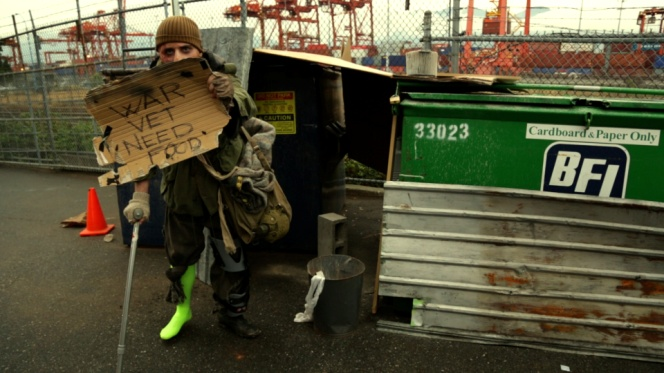 WAR
VET
NEED
FOOD
CAUTION
33023
Cardboard & Paper Only
BFI